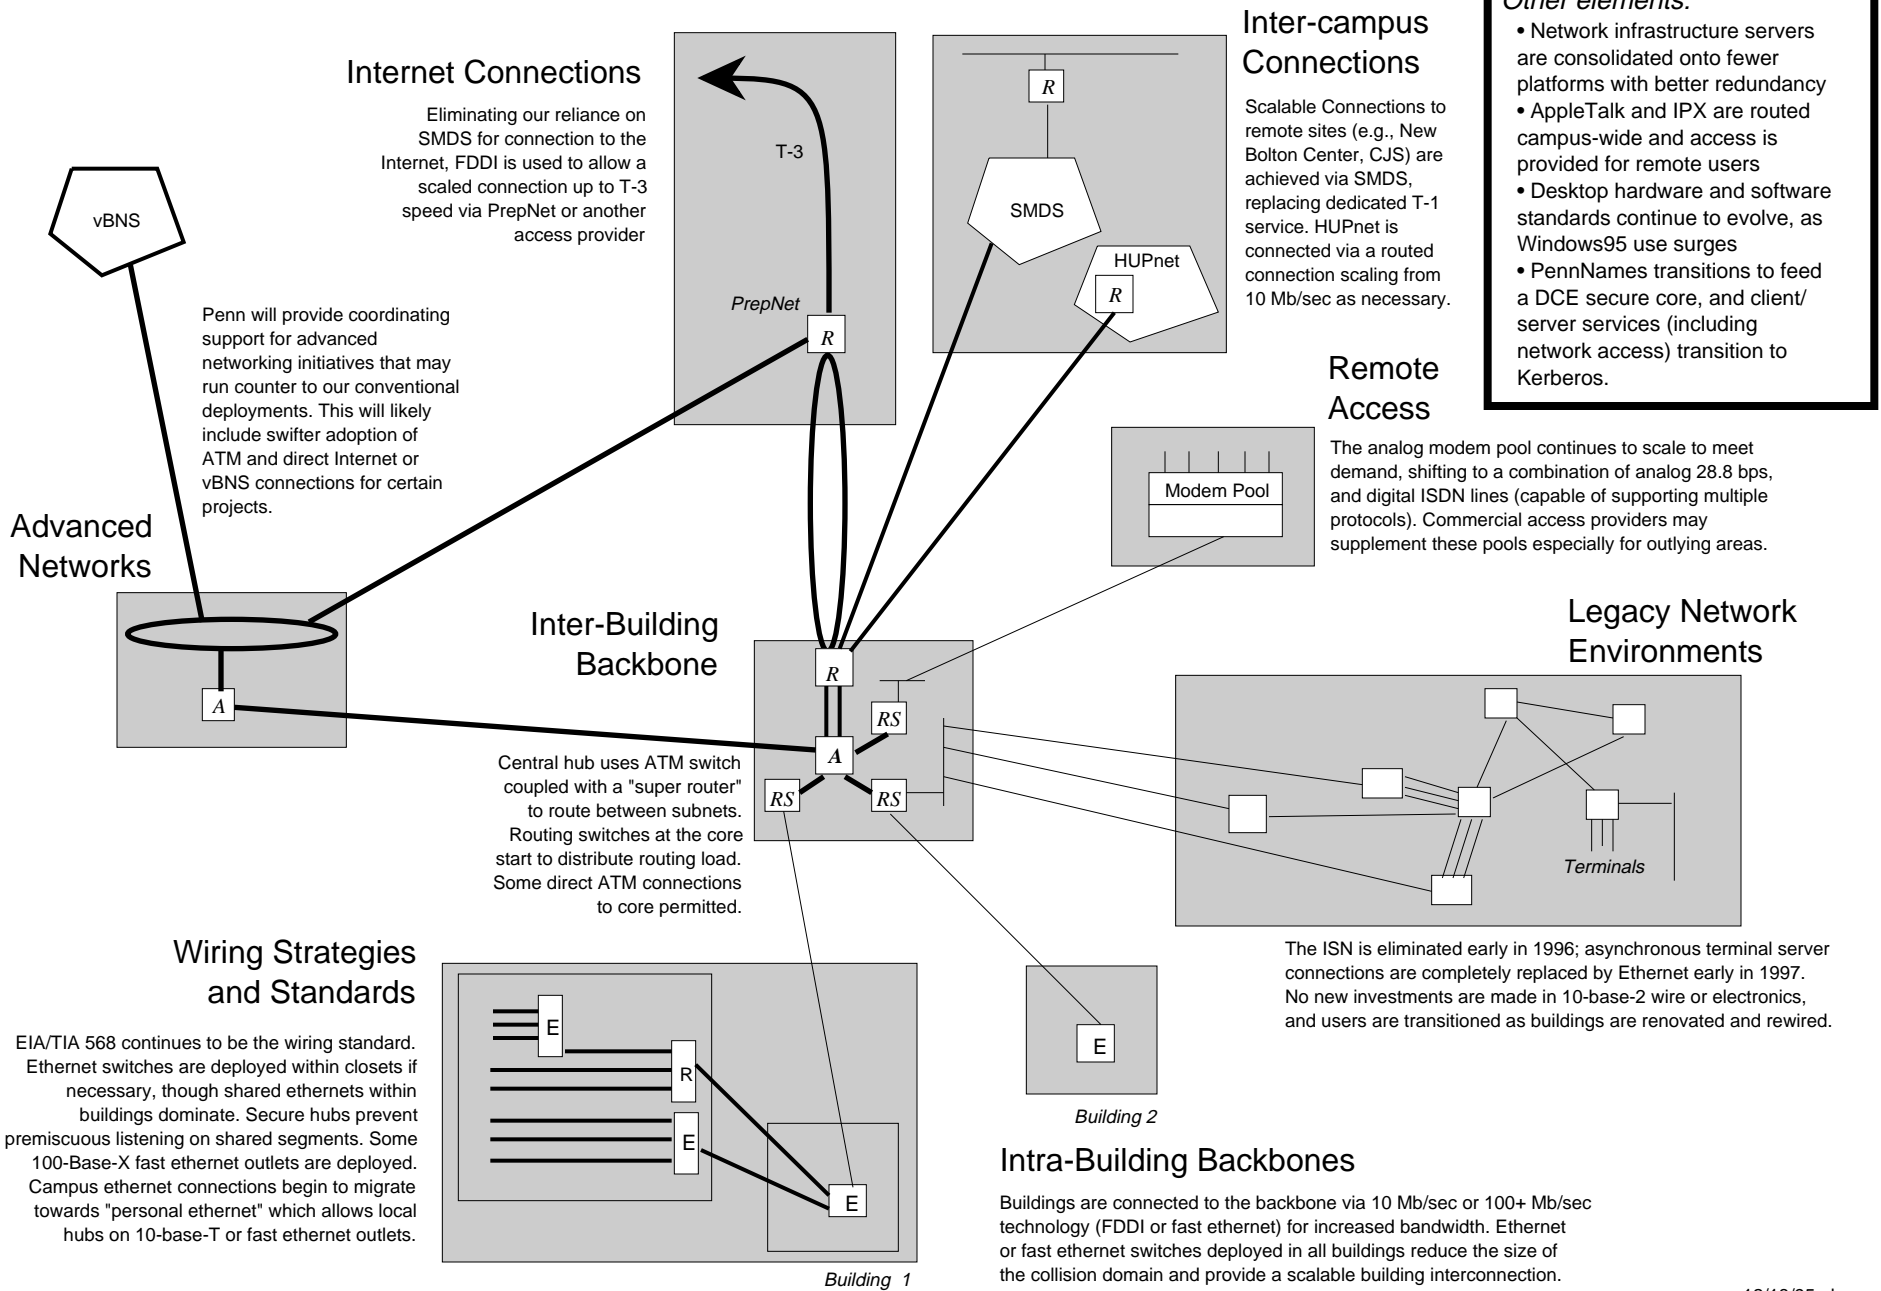 Internet Connections
Eliminating our reliance on
SMDS for connection to the
Internet, FDDI is used to allow a
scaled connection up to T-3
speed via PrepNet or another
access provider
T-3
PrepNet
R
Inter-campus
Connections
Scalable Connections to
remote sites (e.g., New
Bolton Center, CJS) are
achieved via SMDS,
replacing dedicated T-1
service. HUPnet is
connected via a routed
connection scaling from
10 Mb/sec as necessary.
R
SMDS
HUPnet
R
Other elements:
• Network infrastructure servers
are consolidated onto fewer
platforms with better redundancy
• AppleTalk and IPX are routed
campus-wide and access is
provided for remote users
• Desktop hardware and software
standards continue to evolve, as
Windows95 use surges
• PennNames transitions to feed
a DCE secure core, and client/
server services (including
network access) transition to
Kerberos.
vBNS
Penn will provide coordinating
support for advanced
networking initiatives that may
run counter to our conventional
deployments. This will likely
include swifter adoption of
ATM and direct Internet or
vBNS connections for certain
projects.
Advanced
Networks
A
Remote
Access
The analog modem pool continues to scale to meet
demand, shifting to a combination of analog 28.8 bps,
and digital ISDN lines (capable of supporting multiple
protocols). Commercial access providers may
supplement these pools especially for outlying areas.
Modem Pool
Inter-Building
Backbone
R
RS
A
RS
RS
Central hub uses ATM switch
coupled with a "super router"
to route between subnets.
Routing switches at the core
start to distribute routing load.
Some direct ATM connections
to core permitted.
Legacy Network
Environments
Terminals
The ISN is eliminated early in 1996; asynchronous terminal server
connections are completely replaced by Ethernet early in 1997.
No new investments are made in 10-base-2 wire or electronics,
and users are transitioned as buildings are renovated and rewired.
Wiring Strategies
and Standards
EIA/TIA 568 continues to be the wiring standard.
Ethernet switches are deployed within closets if
necessary, though shared ethernets within
buildings dominate. Secure hubs prevent
premiscuous listening on shared segments. Some
100-Base-X fast ethernet outlets are deployed.
Campus ethernet connections begin to migrate
towards "personal ethernet" which allows local
hubs on 10-base-T or fast ethernet outlets.
E
R
E
E
Building 1
E
Building 2
Intra-Building Backbones
Buildings are connected to the backbone via 10 Mb/sec or 100+ Mb/sec
technology (FDDI or fast ethernet) for increased bandwidth. Ethernet
or fast ethernet switches deployed in all buildings reduce the size of
the collision domain and provide a scalable building interconnection.